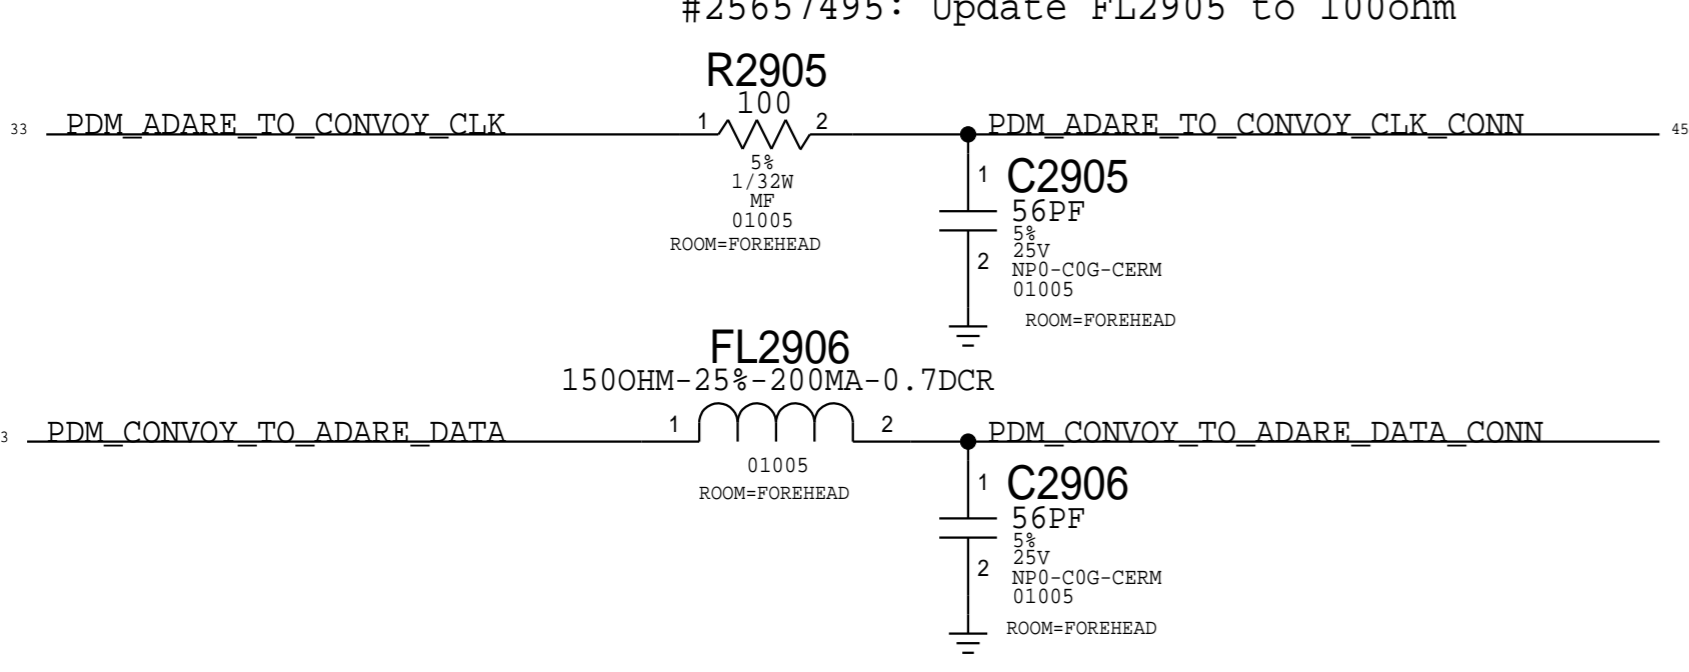 #25657495: Update FL2905 to 100ohm
R2905
100
33 PDM_ADARE_TO_CONVOY_CLK 1 2 PDM_ADARE_TO_CONVOY_CLK_CONN 45
5%
1/32W
MF
01005
ROOM=FOREHEAD
1 C2905
56PF
5%
25V
2 NP0-C0G-CERM
01005
ROOM=FOREHEAD
FL2906
150OHM-25%-200MA-0.7DCR
3 PDM_CONVOY_TO_ADARE_DATA 1 2 PDM_CONVOY_TO_ADARE_DATA_CONN
01005
ROOM=FOREHEAD
1 C2906
56PF
5%
25V
2 NP0-C0G-CERM
01005
ROOM=FOREHEAD